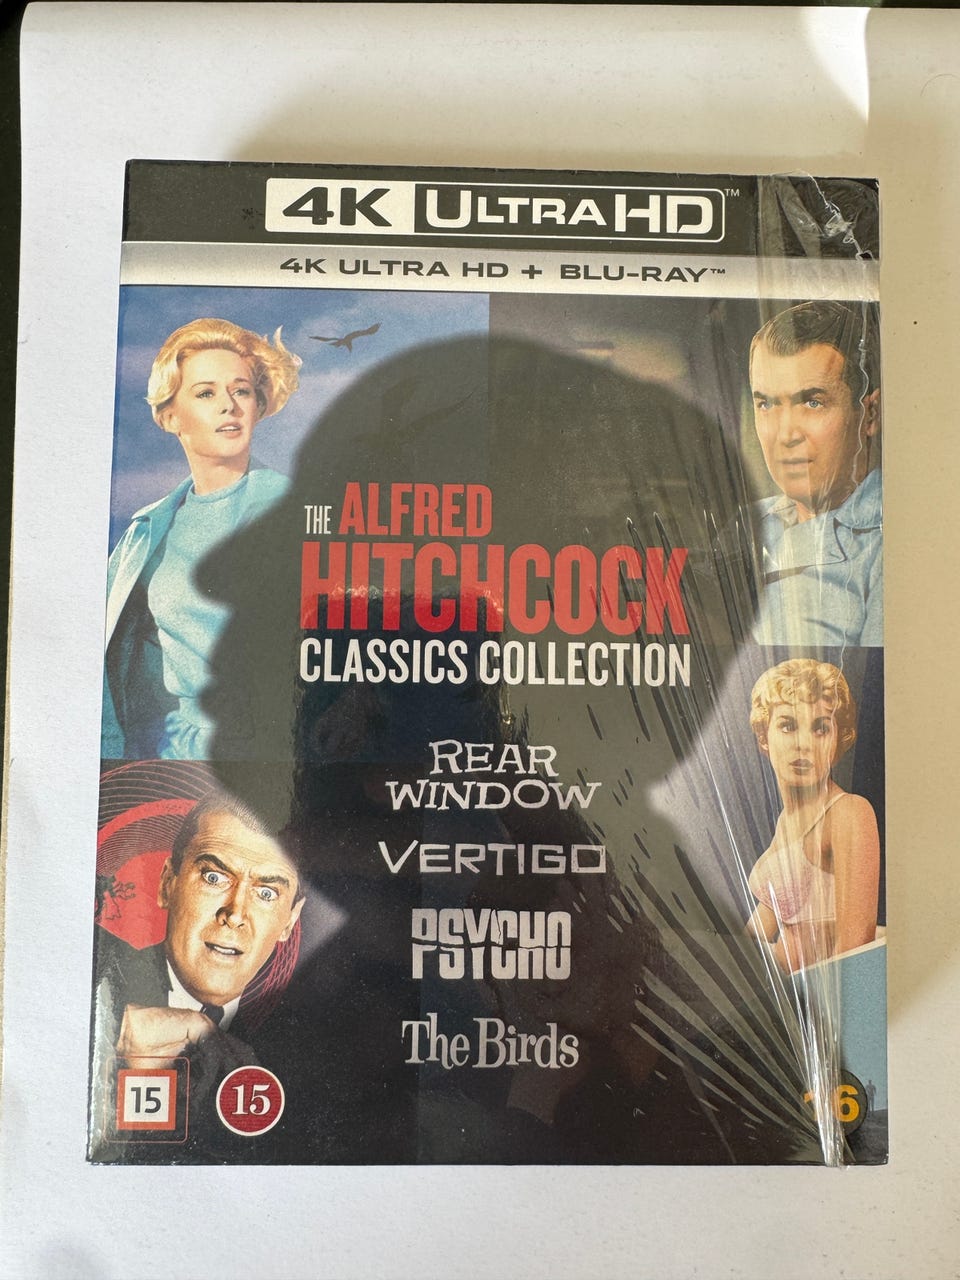 4K ULTRA HD™
4K ULTRA HD + BLU-RAY™
THE ALFRED
HITCHCOCK
CLASSICS COLLECTION
REAR
WINDOW
VERTIGO
PSYCHO
The Birds
15
15
16